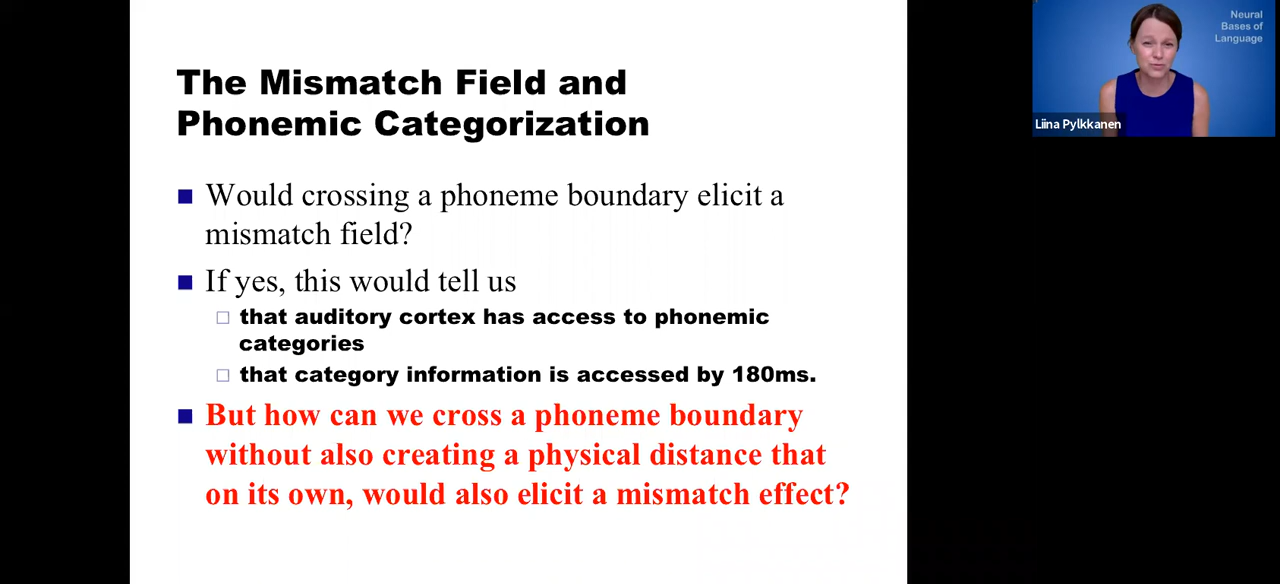 The Mismatch Field and
Phonemic Categorization
Would crossing a phoneme boundary elicit a
mismatch field?
If yes, this would tell us
that auditory cortex has access to phonemic
categories
that category information is accessed by 180ms.
But how can we cross a phoneme boundary
without also creating a physical distance that
on its own, would also elicit a mismatch effect?
Neural
Bases of
Language
Liina Pylkkanen